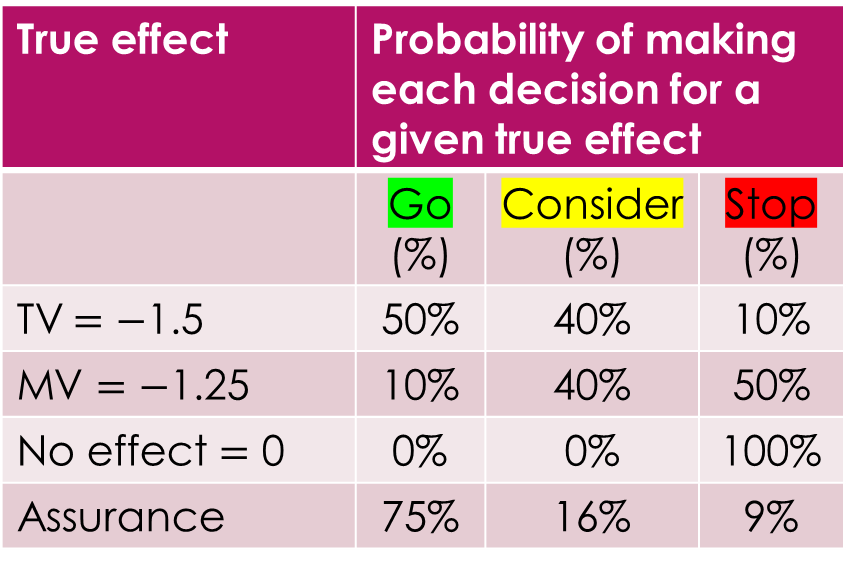 True effect
Probability of making
each decision for a
given true effect
Go
(%)
Consider
(%)
Stop
(%)
TV = −1.5 50% 40% 10%
MV = −1.25 10% 40% 50%
No effect = 0 0% 0% 100%
Assurance 75% 16% 9%